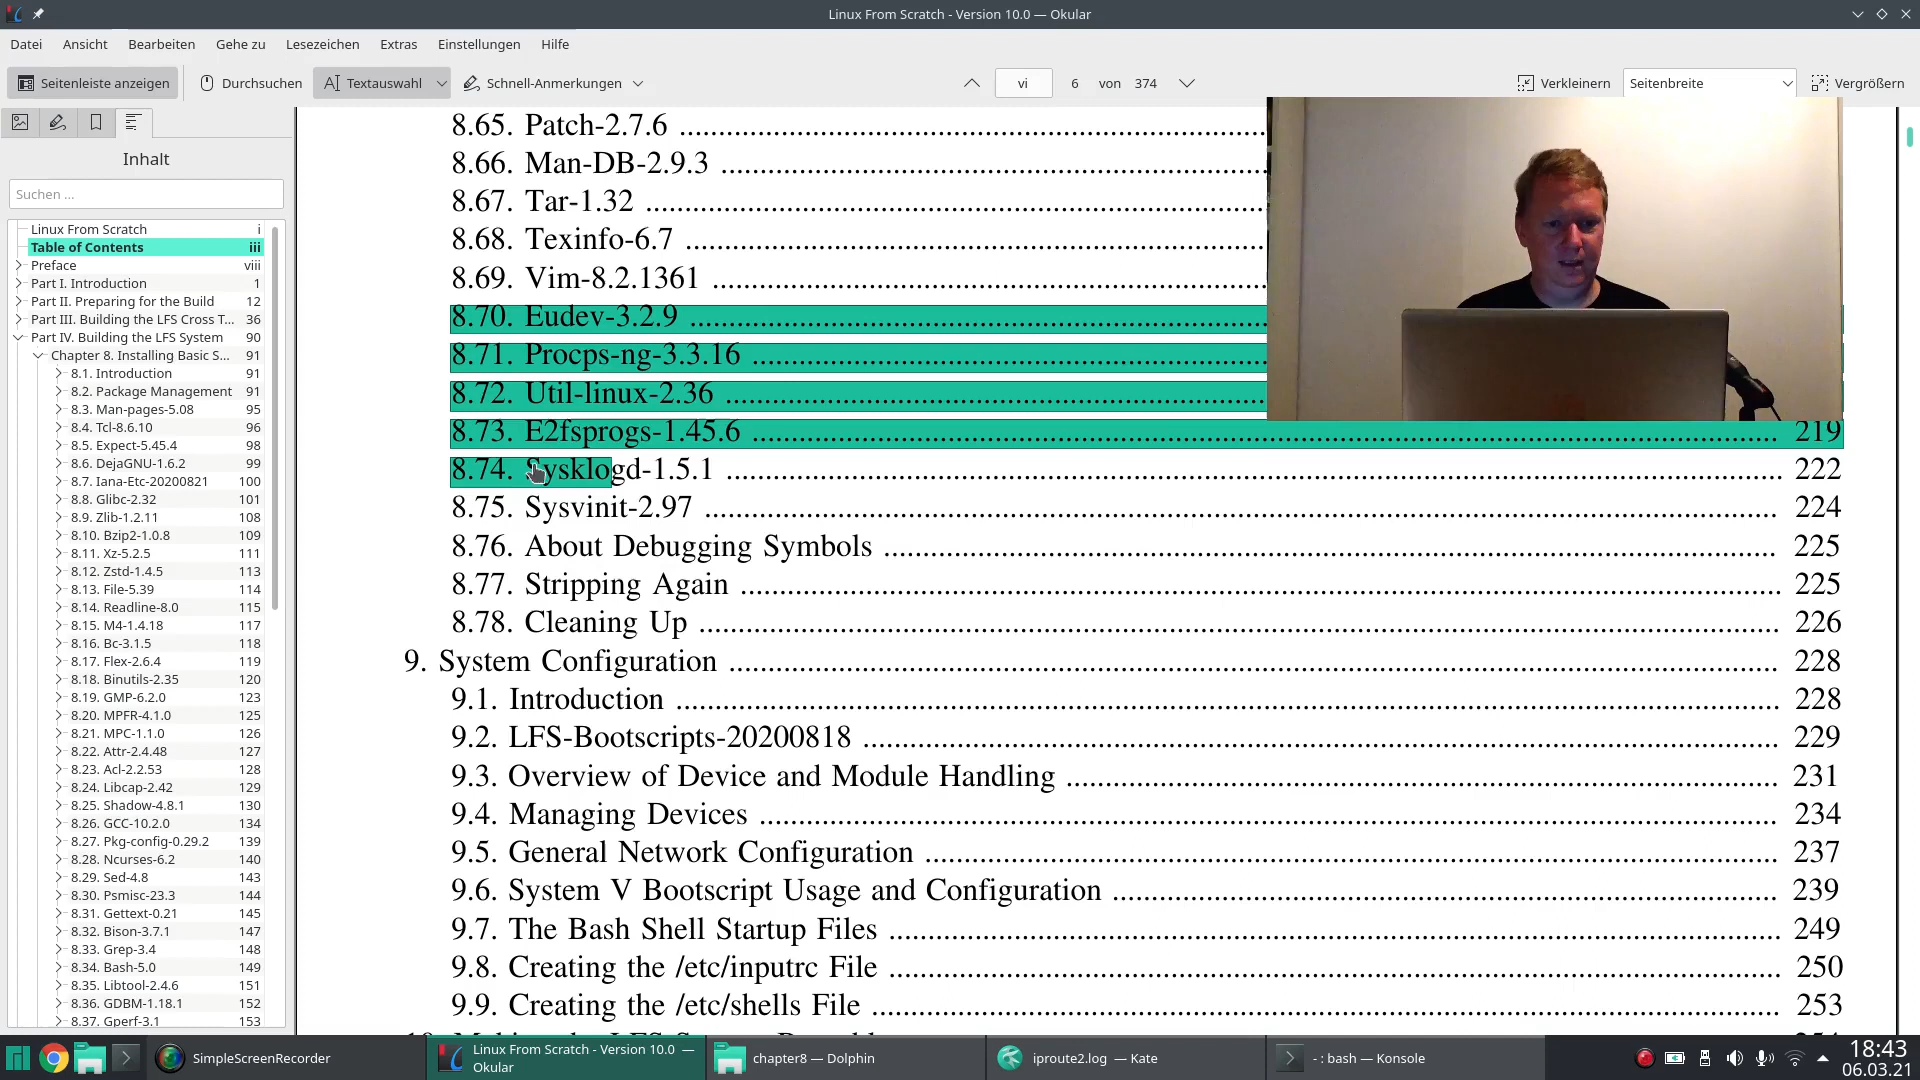 Linux From Scratch - Version 10.0 — Okular
Datei Ansicht Bearbeiten Gehe zu Lesezeichen Extras Einstellungen Hilfe
Seitenleiste anzeigen Durchsuchen Textauswahl Schnell-Anmerkungen vi 6 von 374 Verkleinern Seitenbreite Vergrößern
Inhalt
Suchen ...
Linux From Scratch i
Table of Contents iii
Preface viii
Part I. Introduction 1
Part II. Preparing for the Build 12
Part III. Building the LFS Cross T... 36
Part IV. Building the LFS System 90
Chapter 8. Installing Basic S... 91
8.1. Introduction 91
8.2. Package Management 91
8.3. Man-pages-5.08 95
8.4. Tcl-8.6.10 96
8.5. Expect-5.45.4 98
8.6. DejaGNU-1.6.2 99
8.7. Iana-Etc-20200821 100
8.8. Glibc-2.32 101
8.9. Zlib-1.2.11 108
8.10. Bzip2-1.0.8 109
8.11. Xz-5.2.5 111
8.12. Zstd-1.4.5 113
8.13. File-5.39 114
8.14. Readline-8.0 115
8.15. M4-1.4.18 117
8.16. Bc-3.1.5 118
8.17. Flex-2.6.4 119
8.18. Binutils-2.35 120
8.19. GMP-6.2.0 123
8.20. MPFR-4.1.0 125
8.21. MPC-1.1.0 126
8.22. Attr-2.4.48 127
8.23. Acl-2.2.53 128
8.24. Libcap-2.42 129
8.25. Shadow-4.8.1 130
8.26. GCC-10.2.0 134
8.27. Pkg-config-0.29.2 139
8.28. Ncurses-6.2 140
8.29. Sed-4.8 143
8.30. Psmisc-23.3 144
8.31. Gettext-0.21 145
8.32. Bison-3.7.1 147
8.33. Grep-3.4 148
8.34. Bash-5.0 149
8.35. Libtool-2.4.6 151
8.36. GDBM-1.18.1 152
8.37. Gperf-3.1 153
8.65. Patch-2.7.6
8.66. Man-DB-2.9.3
8.67. Tar-1.32
8.68. Texinfo-6.7
8.69. Vim-8.2.1361
8.70. Eudev-3.2.9
8.71. Procps-ng-3.3.16
8.72. Util-linux-2.36
8.73. E2fsprogs-1.45.6 219
8.74. Sysklogd-1.5.1 222
8.75. Sysvinit-2.97 224
8.76. About Debugging Symbols 225
8.77. Stripping Again 225
8.78. Cleaning Up 226
9. System Configuration 228
9.1. Introduction 228
9.2. LFS-Bootscripts-20200818 229
9.3. Overview of Device and Module Handling 231
9.4. Managing Devices 234
9.5. General Network Configuration 237
9.6. System V Bootscript Usage and Configuration 239
9.7. The Bash Shell Startup Files 249
9.8. Creating the /etc/inputrc File 250
9.9. Creating the /etc/shells File 253
SimpleScreenRecorder
Linux From Scratch - Version 10.0 —
Okular
chapter8 — Dolphin
iproute2.log — Kate
- : bash — Konsole
18:43
06.03.21